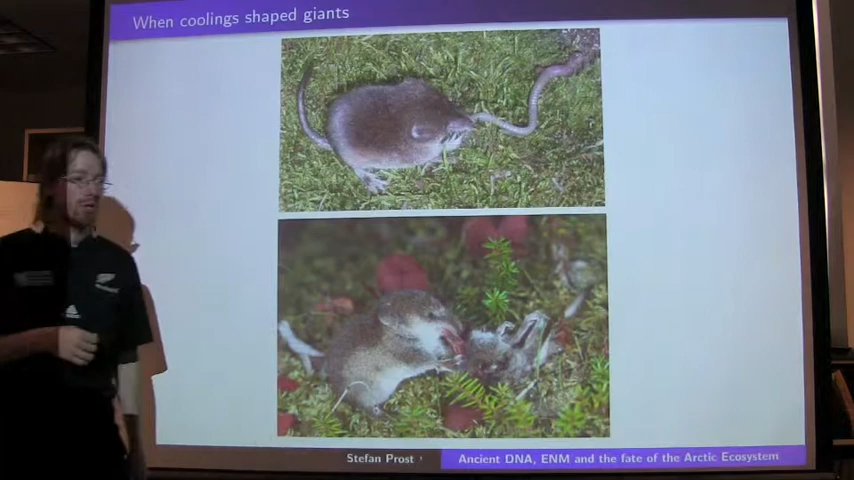 When coolings shaped giants
Stefan Prost
Ancient DNA, ENM and the fate of the Arctic Ecosystem